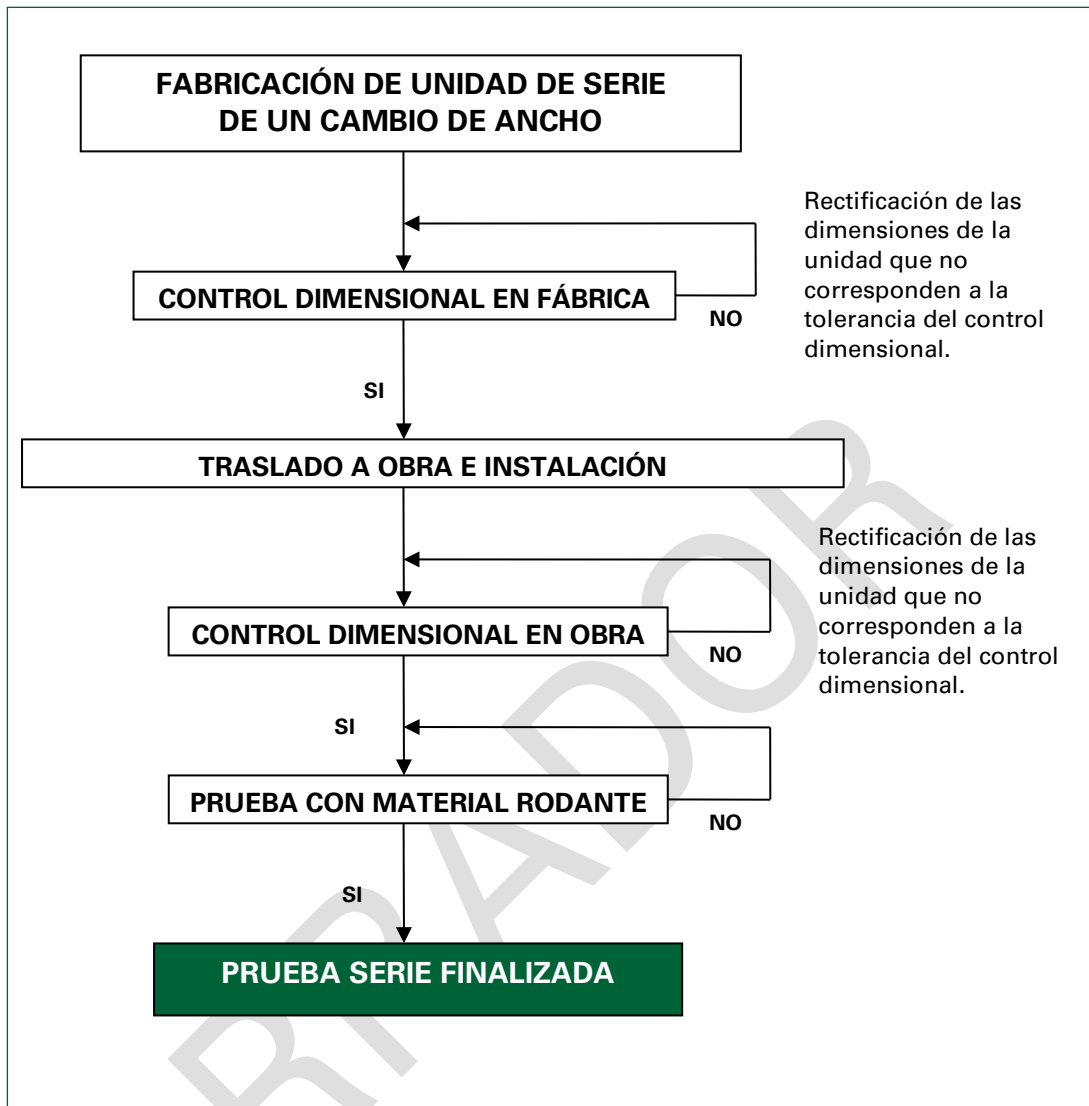 FABRICACIÓN DE UNIDAD DE SERIE
DE UN CAMBIO DE ANCHO
Rectificación de las
dimensiones de la
unidad que no
corresponden a la
tolerancia del control
dimensional.
CONTROL DIMENSIONAL EN FÁBRICA
NO
SI
TRASLADO A OBRA E INSTALACIÓN
Rectificación de las
dimensiones de la
unidad que no
corresponden a la
tolerancia del control
dimensional.
CONTROL DIMENSIONAL EN OBRA
NO
SI
PRUEBA CON MATERIAL RODANTE
NO
SI
PRUEBA SERIE FINALIZADA
RRADOR